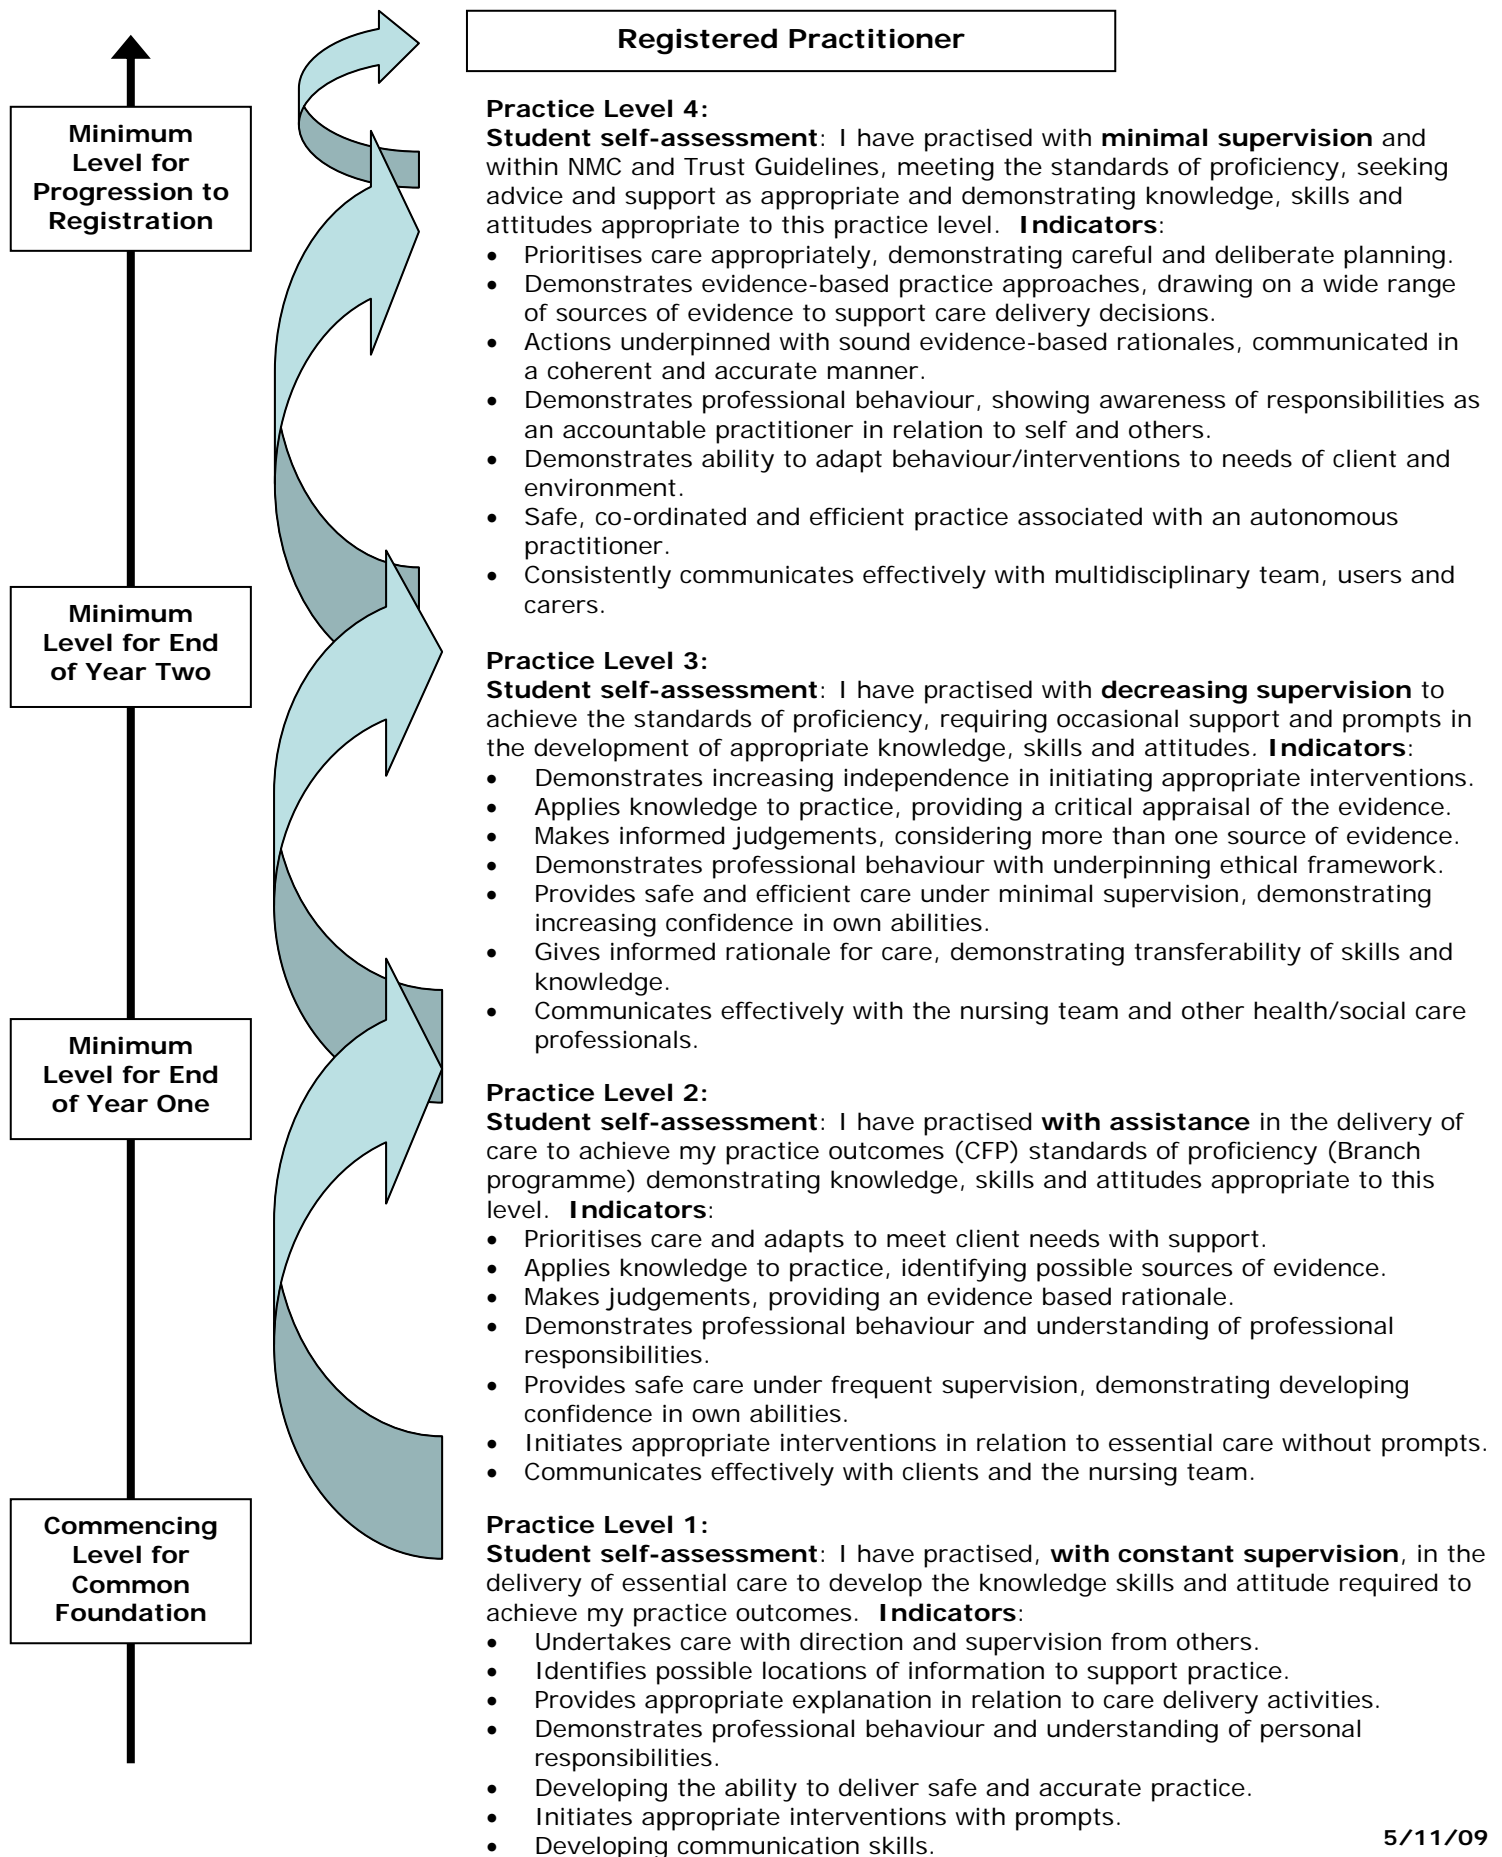 Registered Practitioner
Minimum
Level for
Progression to
Registration
Practice Level 4:
Student self-assessment: I have practised with minimal supervision and
within NMC and Trust Guidelines, meeting the standards of proficiency, seeking
advice and support as appropriate and demonstrating knowledge, skills and
attitudes appropriate to this practice level. Indicators:
• Prioritises care appropriately, demonstrating careful and deliberate planning.
• Demonstrates evidence-based practice approaches, drawing on a wide range
of sources of evidence to support care delivery decisions.
• Actions underpinned with sound evidence-based rationales, communicated in
a coherent and accurate manner.
• Demonstrates professional behaviour, showing awareness of responsibilities as
an accountable practitioner in relation to self and others.
• Demonstrates ability to adapt behaviour/interventions to needs of client and
environment.
• Safe, co-ordinated and efficient practice associated with an autonomous
practitioner.
• Consistently communicates effectively with multidisciplinary team, users and
carers.
Minimum
Level for End
of Year Two
Practice Level 3:
Student self-assessment: I have practised with decreasing supervision to
achieve the standards of proficiency, requiring occasional support and prompts in
the development of appropriate knowledge, skills and attitudes. Indicators:
• Demonstrates increasing independence in initiating appropriate interventions.
• Applies knowledge to practice, providing a critical appraisal of the evidence.
• Makes informed judgements, considering more than one source of evidence.
• Demonstrates professional behaviour with underpinning ethical framework.
• Provides safe and efficient care under minimal supervision, demonstrating
increasing confidence in own abilities.
• Gives informed rationale for care, demonstrating transferability of skills and
knowledge.
• Communicates effectively with the nursing team and other health/social care
professionals.
Minimum
Level for End
of Year One
Practice Level 2:
Student self-assessment: I have practised with assistance in the delivery of
care to achieve my practice outcomes (CFP) standards of proficiency (Branch
programme) demonstrating knowledge, skills and attitudes appropriate to this
level. Indicators:
• Prioritises care and adapts to meet client needs with support.
• Applies knowledge to practice, identifying possible sources of evidence.
• Makes judgements, providing an evidence based rationale.
• Demonstrates professional behaviour and understanding of professional
responsibilities.
• Provides safe care under frequent supervision, demonstrating developing
confidence in own abilities.
• Initiates appropriate interventions in relation to essential care without prompts.
• Communicates effectively with clients and the nursing team.
Commencing
Level for
Common
Foundation
Practice Level 1:
Student self-assessment: I have practised, with constant supervision, in the
delivery of essential care to develop the knowledge skills and attitude required to
achieve my practice outcomes. Indicators:
• Undertakes care with direction and supervision from others.
• Identifies possible locations of information to support practice.
• Provides appropriate explanation in relation to care delivery activities.
• Demonstrates professional behaviour and understanding of personal
responsibilities.
• Developing the ability to deliver safe and accurate practice.
• Initiates appropriate interventions with prompts.
• Developing communication skills.
5/11/09